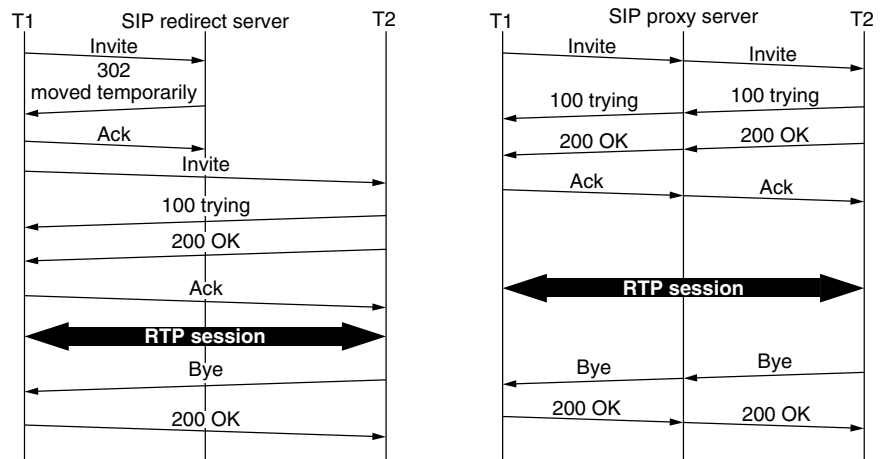 T1 SIP redirect server T2
Invite
302
moved temporarily
Ack
Invite
100 trying
200 OK
Ack
RTP session
Bye
200 OK
T1 SIP proxy server T2
Invite Invite
100 trying 100 trying
200 OK 200 OK
Ack Ack
RTP session
Bye Bye
200 OK 200 OK